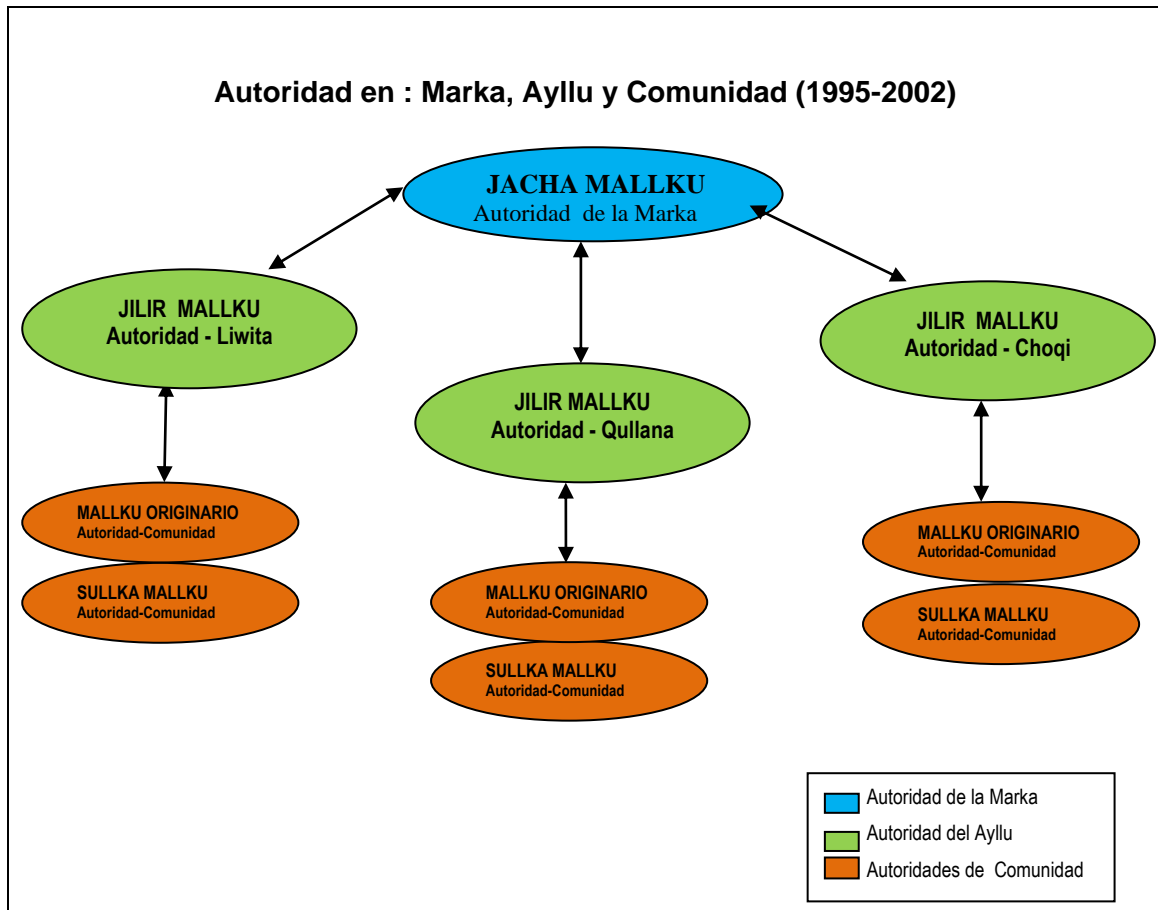 Autoridad en : Marka, Ayllu y Comunidad (1995-2002)
JACHA MALLKU
Autoridad de la Marka
JILIR MALLKU
Autoridad - Liwita
JILIR MALLKU
Autoridad - Qullana
JILIR MALLKU
Autoridad - Choqi
MALLKU ORIGINARIO
Autoridad-Comunidad
SULLKA MALLKU
Autoridad-Comunidad
MALLKU ORIGINARIO
Autoridad-Comunidad
SULLKA MALLKU
Autoridad-Comunidad
MALLKU ORIGINARIO
Autoridad-Comunidad
SULLKA MALLKU
Autoridad-Comunidad
Autoridad de la Marka
Autoridad del Ayllu
Autoridades de Comunidad